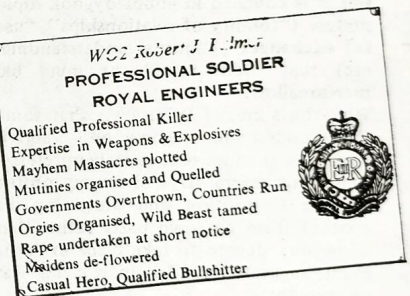 WO2 Robert J
PROFESSIONAL SOLDIER
ROYAL ENGINEERS
Qualified Professional Killer
Expertise in Weapons & Explosives
Mayhem Massacres plotted
Mutinies organised and Quelled
Governments Overthrown, Countries Run
Orgies Organised, Wild Beast tamed
Rape undertaken at short notice
Maidens de-flowered
Casual Hero, Qualified Bullshitter
EIIR